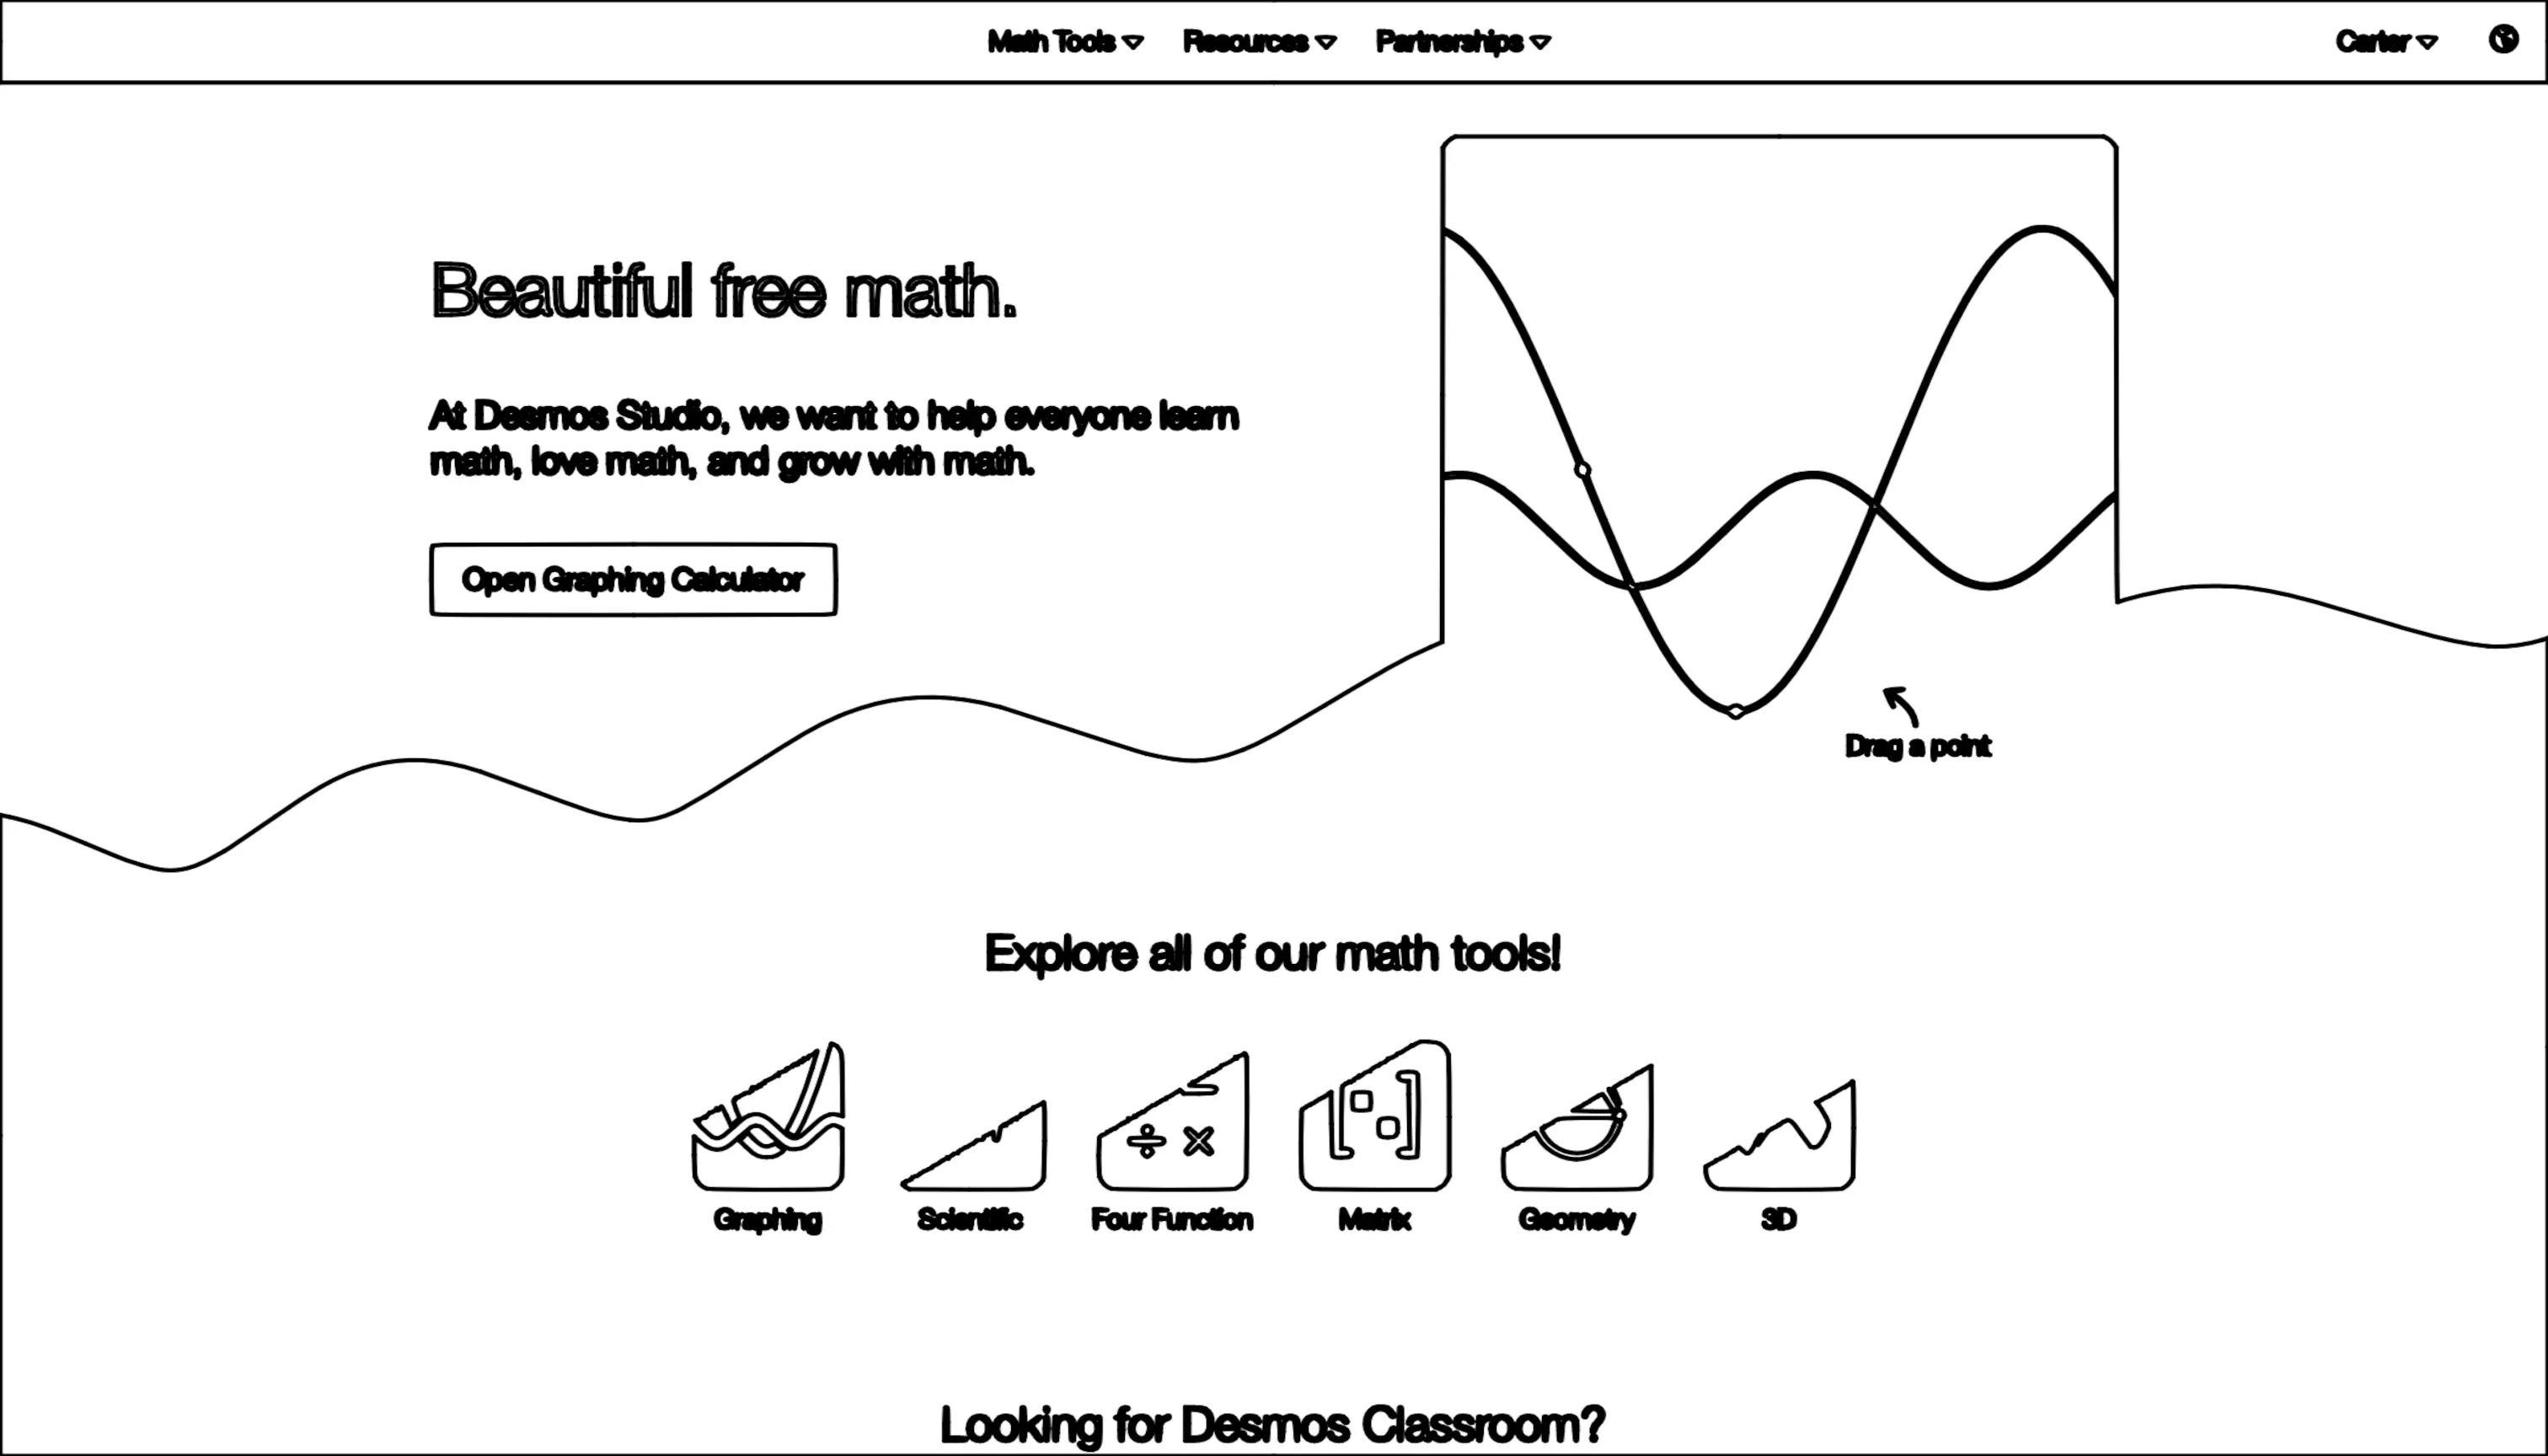 Math Tools
Resources
Partnerships
Carter
Beautiful free math.
At Desmos Studio, we want to help everyone learn
math, love math, and grow with math.
Open Graphing Calculator
Drag a point
Explore all of our math tools!
÷ ×
Graphing
Scientific
Four Function
Matrix
Geometry
3D
Looking for Desmos Classroom?